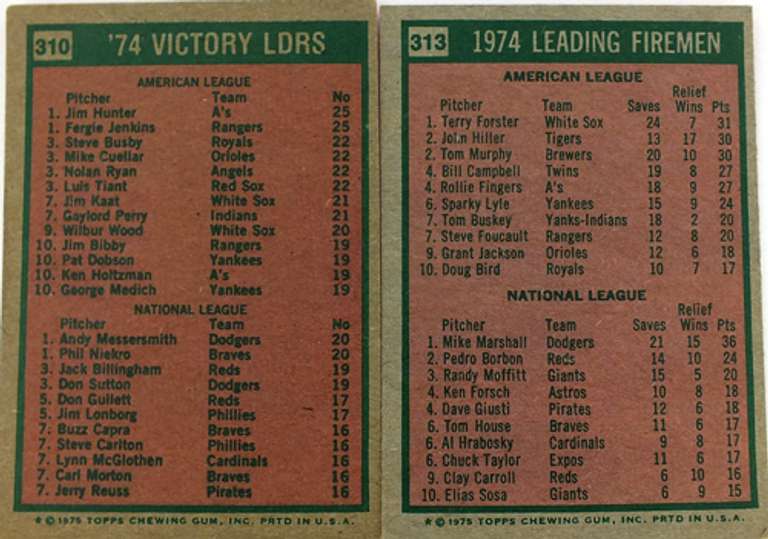 310 '74 VICTORY LDRS
AMERICAN LEAGUE
Pitcher Team No
1. Jim Hunter A's 25
1. Fergie Jenkins Rangers 25
3. Steve Busby Royals 22
3. Mike Cuellar Orioles 22
3. Nolan Ryan Angels 22
3. Luis Tiant Red Sox 22
7. Jim Kaat White Sox 21
7. Gaylord Perry Indians 21
9. Wilbur Wood White Sox 20
10. Jim Bibby Rangers 19
10. Pat Dobson Yankees 19
10. Ken Holtzman A's 19
10. George Medich Yankees 19
NATIONAL LEAGUE
Pitcher Team No
1. Andy Messersmith Dodgers 20
1. Phil Niekro Braves 20
3. Jack Billingham Reds 19
3. Don Sutton Dodgers 19
5. Don Gullett Reds 17
5. Jim Lonborg Phillies 17
7. Buzz Capra Braves 16
7. Steve Carlton Phillies 16
7. Lynn McGlothen Cardinals 16
7. Carl Morton Braves 16
7. Jerry Reuss Pirates 16
★ © 1975 TOPPS CHEWING GUM, INC. PRTD IN U.S.A.
313 1974 LEADING FIREMEN
AMERICAN LEAGUE
Relief
Pitcher Team Saves Wins Pts
1. Terry Forster White Sox 24 7 31
2. John Hiller Tigers 13 17 30
2. Tom Murphy Brewers 20 10 30
4. Bill Campbell Twins 19 8 27
4. Rollie Fingers A's 18 9 27
6. Sparky Lyle Yankees 15 9 24
7. Tom Buskey Yanks-Indians 18 2 20
7. Steve Foucault Rangers 12 8 20
9. Grant Jackson Orioles 12 6 18
10. Doug Bird Royals 10 7 17
NATIONAL LEAGUE
Relief
Pitcher Team Saves Wins Pts
1. Mike Marshall Dodgers 21 15 36
2. Pedro Borbon Reds 14 10 24
3. Randy Moffitt Giants 15 5 20
4. Ken Forsch Astros 10 8 18
4. Dave Giusti Pirates 12 6 18
6. Tom House Braves 11 6 17
6. Al Hrabosky Cardinals 9 8 17
6. Chuck Taylor Expos 11 6 17
9. Clay Carroll Reds 6 10 16
10. Elias Sosa Giants 6 9 15
★ © 1975 TOPPS CHEWING GUM, INC. PRTD IN U.S.A.